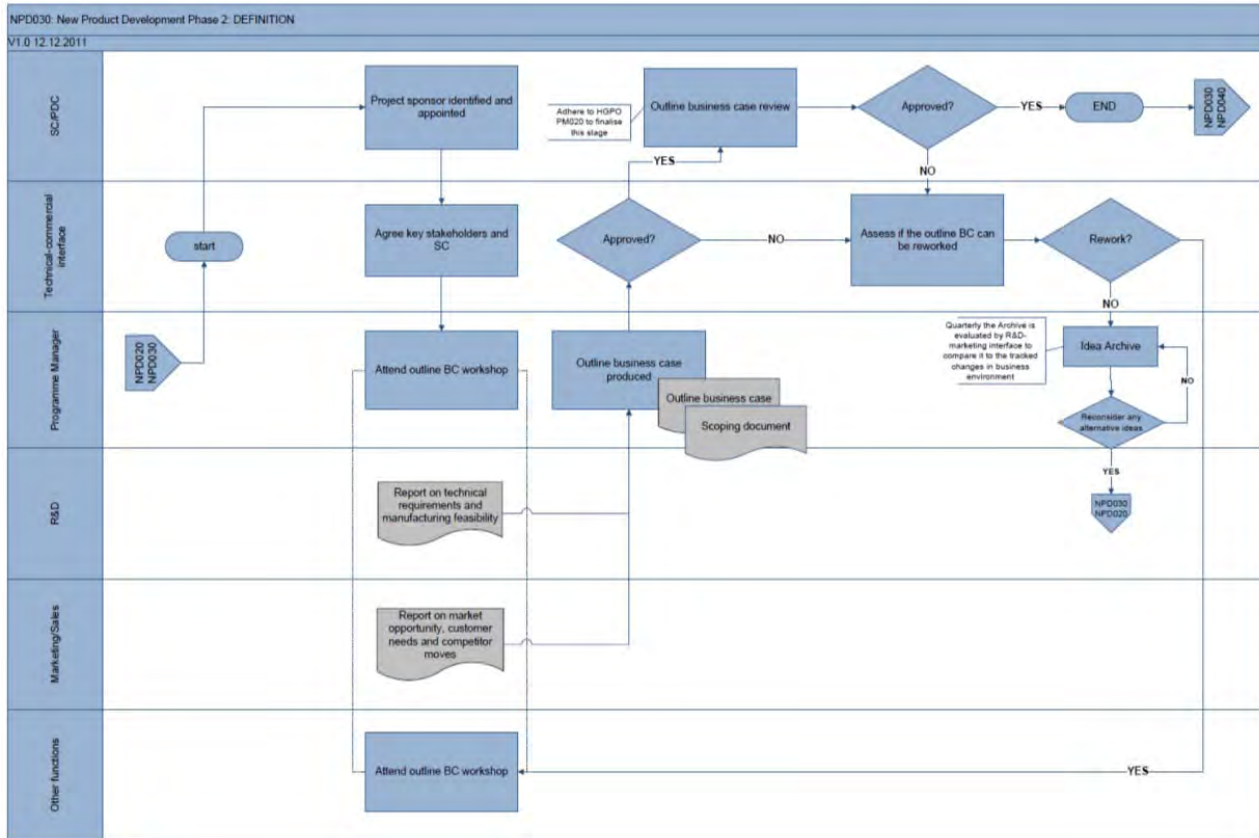 NPD030: New Product Development Phase 2: DEFINITION
V1.0 12.12.2011
SC/PDC
Project sponsor identified and
appointed
Adhere to HGPO
PM020 to finalise
this stage
Outline business case review
Approved?
YES
END
NPD030
NPD040
YES
NO
Technical-commercial
interface
start
Agree key stakeholders and
SC
Approved?
NO
Assess if the outline BC can
be reworked
Rework?
NO
Programme Manager
NPD020
NPD030
Attend outline BC workshop
Outline business case
produced
Outline business case
Scoping document
Quarterly the Archive is
evaluated by R&D-
marketing interface to
compare it to the tracked
changes in business
environment
Idea Archive
NO
Reconsider any
alternative ideas
YES
R&D
Report on technical
requirements and
manufacturing feasibility
NPD030
NPD020
Marketing/Sales
Report on market
opportunity, customer
needs and competitor
moves
Other functions
Attend outline BC workshop
YES